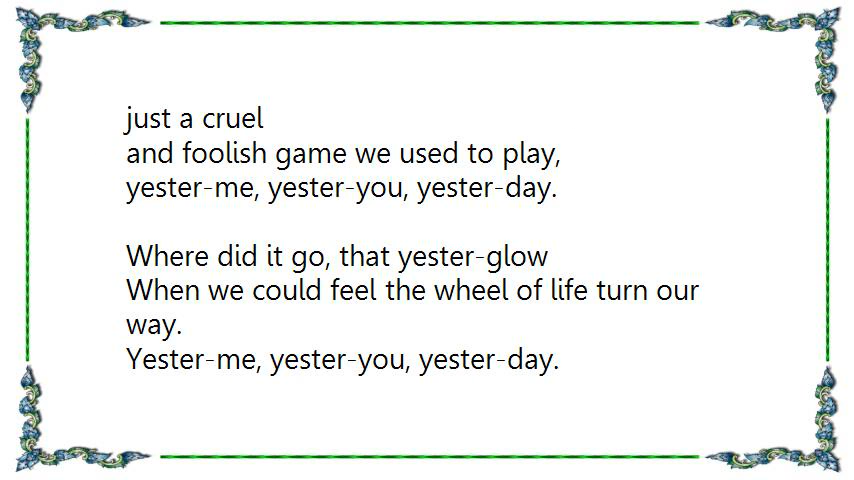 just a cruel
and foolish game we used to play,
yester-me, yester-you, yester-day.
Where did it go, that yester-glow
When we could feel the wheel of life turn our
way.
Yester-me, yester-you, yester-day.